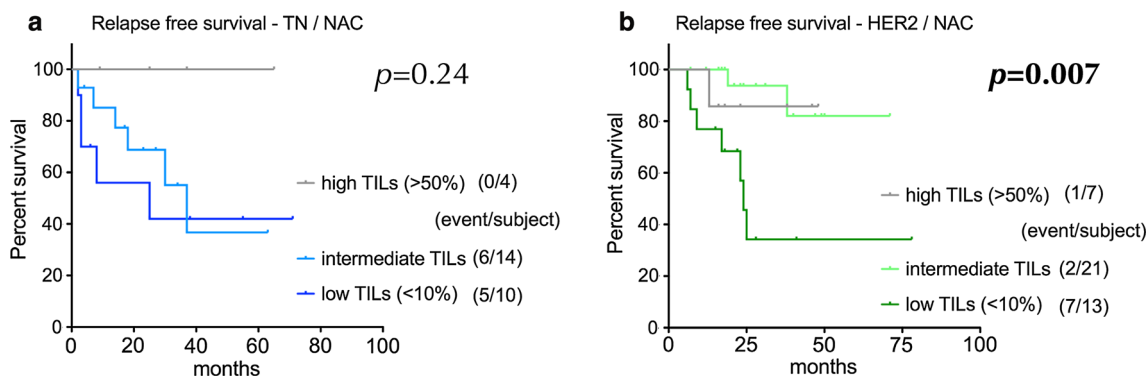 a Relapse free survival - TN / NAC
p=0.24
Percent survival
100
80
60
40
20
0
0 20 40 60 80 100
months
high TILs (>50%) (0/4)
(event/subject)
intermediate TILs (6/14)
low TILs (<10%) (5/10)
b Relapse free survival - HER2 / NAC
p=0.007
Percent survival
100
80
60
40
20
0
0 25 50 75 100
months
high TILs (>50%) (1/7)
(event/subject)
intermediate TILs (2/21)
low TILs (<10%) (7/13)